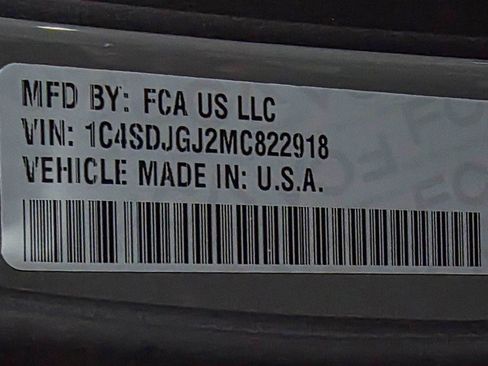 MFD BY: FCA US LLC
VIN: 1C4SDJGJ2MC822918
VEHICLE MADE IN: U.S.A.